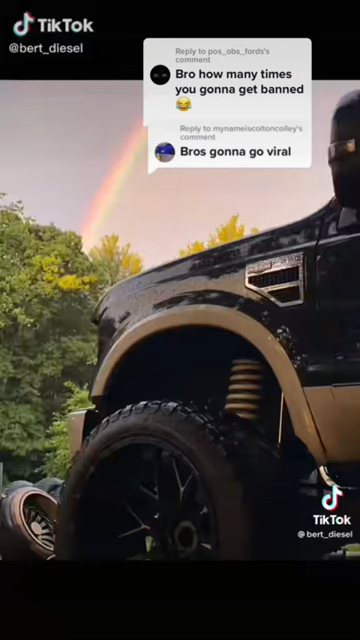 TikTok
@bert_diesel
Reply to pos_obs_fords's
comment
Bro how many times
you gonna get banned
😂
Reply to mynameiscoltoncolley's
comment
Bros gonna go viral
TikTok
@bert_diesel